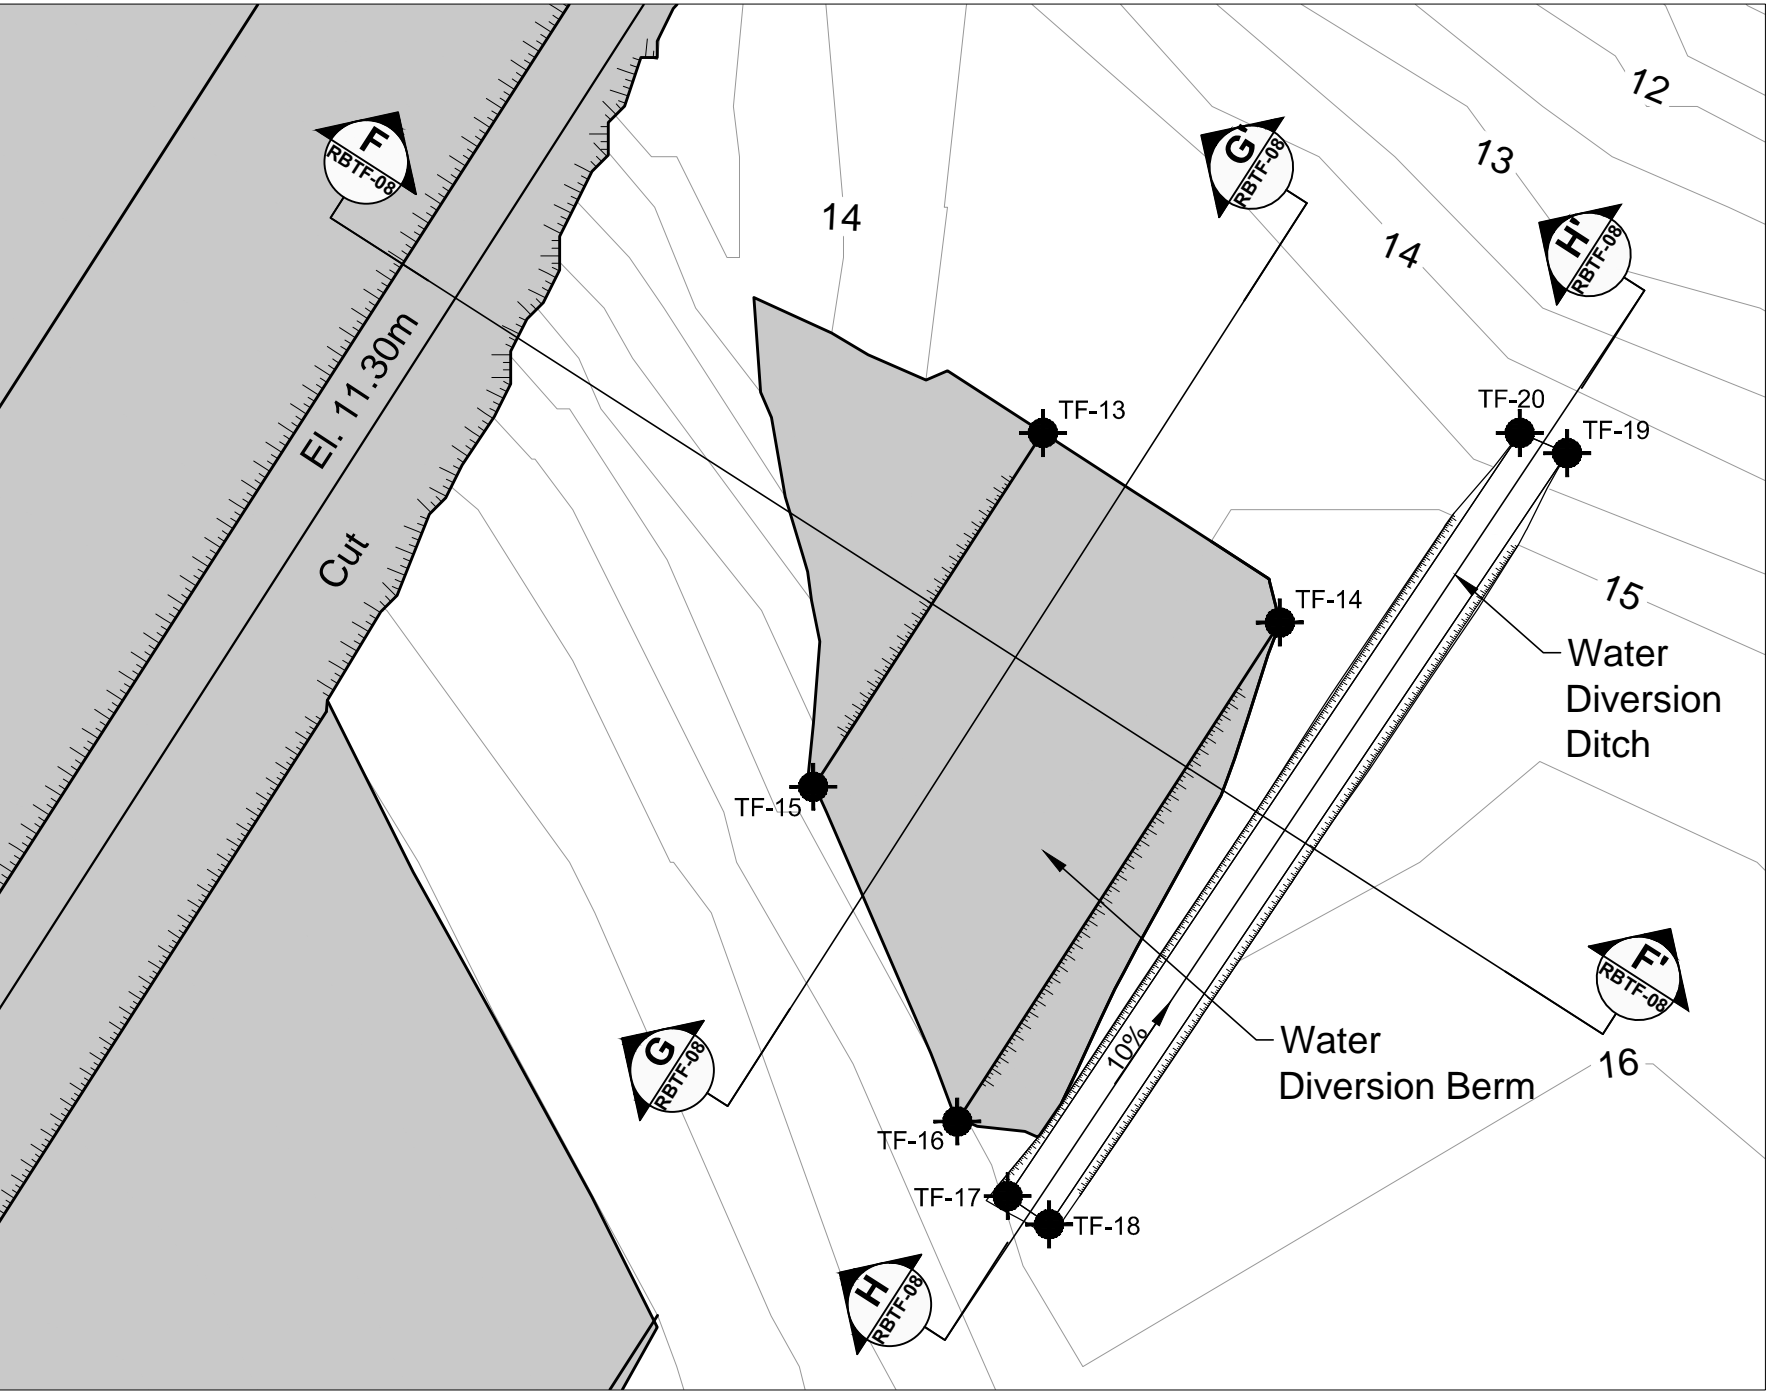 12
F
RBTF-08
G'
RBTF-08
13
14
14
H'
RBTF-08
El. 11.30m
TF-20
TF-13
TF-19
Cut
15
TF-14
Water
Diversion
Ditch
TF-15
F'
RBTF-08
G
RBTF-08
10%
Water
Diversion Berm
16
TF-16
TF-17
TF-18
H
RBTF-08